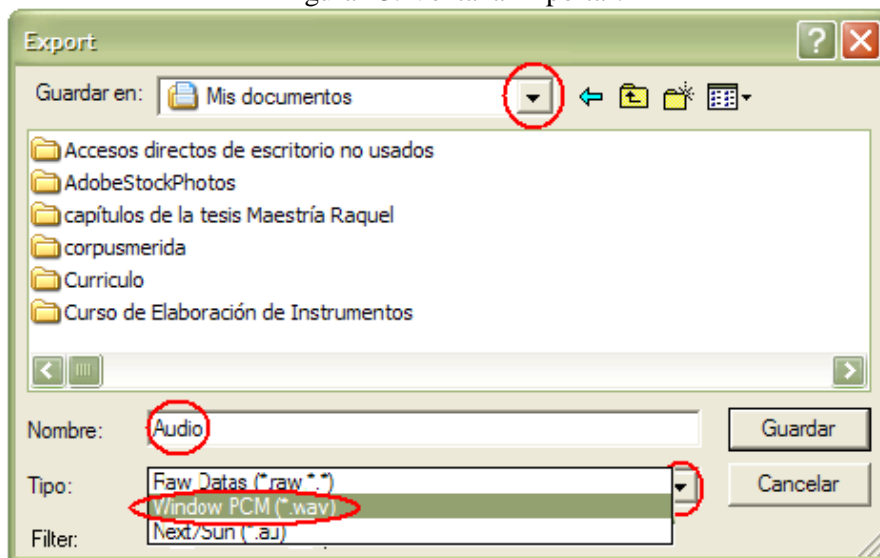 Export
Guardar en: Mis documentos
Accesos directos de escritorio no usados
AdobeStockPhotos
capítulos de la tesis Maestría Raquel
corpusmerida
Curriculo
Curso de Elaboración de Instrumentos
Nombre: Audio Guardar
Tipo: Faw Datas (*.raw *.*) Cancelar
Window PCM (*.wav)
Filter: Next/Sun (*.au)